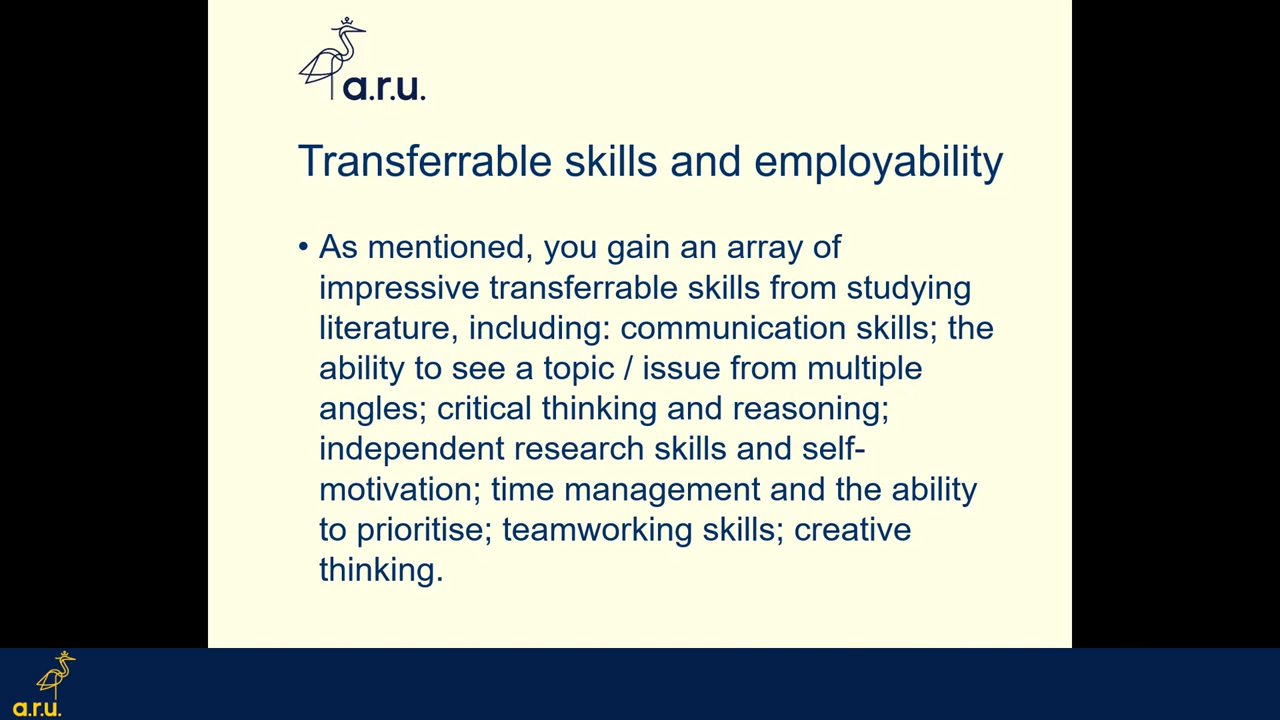 a.r.u.
Transferrable skills and employability
• As mentioned, you gain an array of
impressive transferrable skills from studying
literature, including: communication skills; the
ability to see a topic / issue from multiple
angles; critical thinking and reasoning;
independent research skills and self-
motivation; time management and the ability
to prioritise; teamworking skills; creative
thinking.
a.r.u.